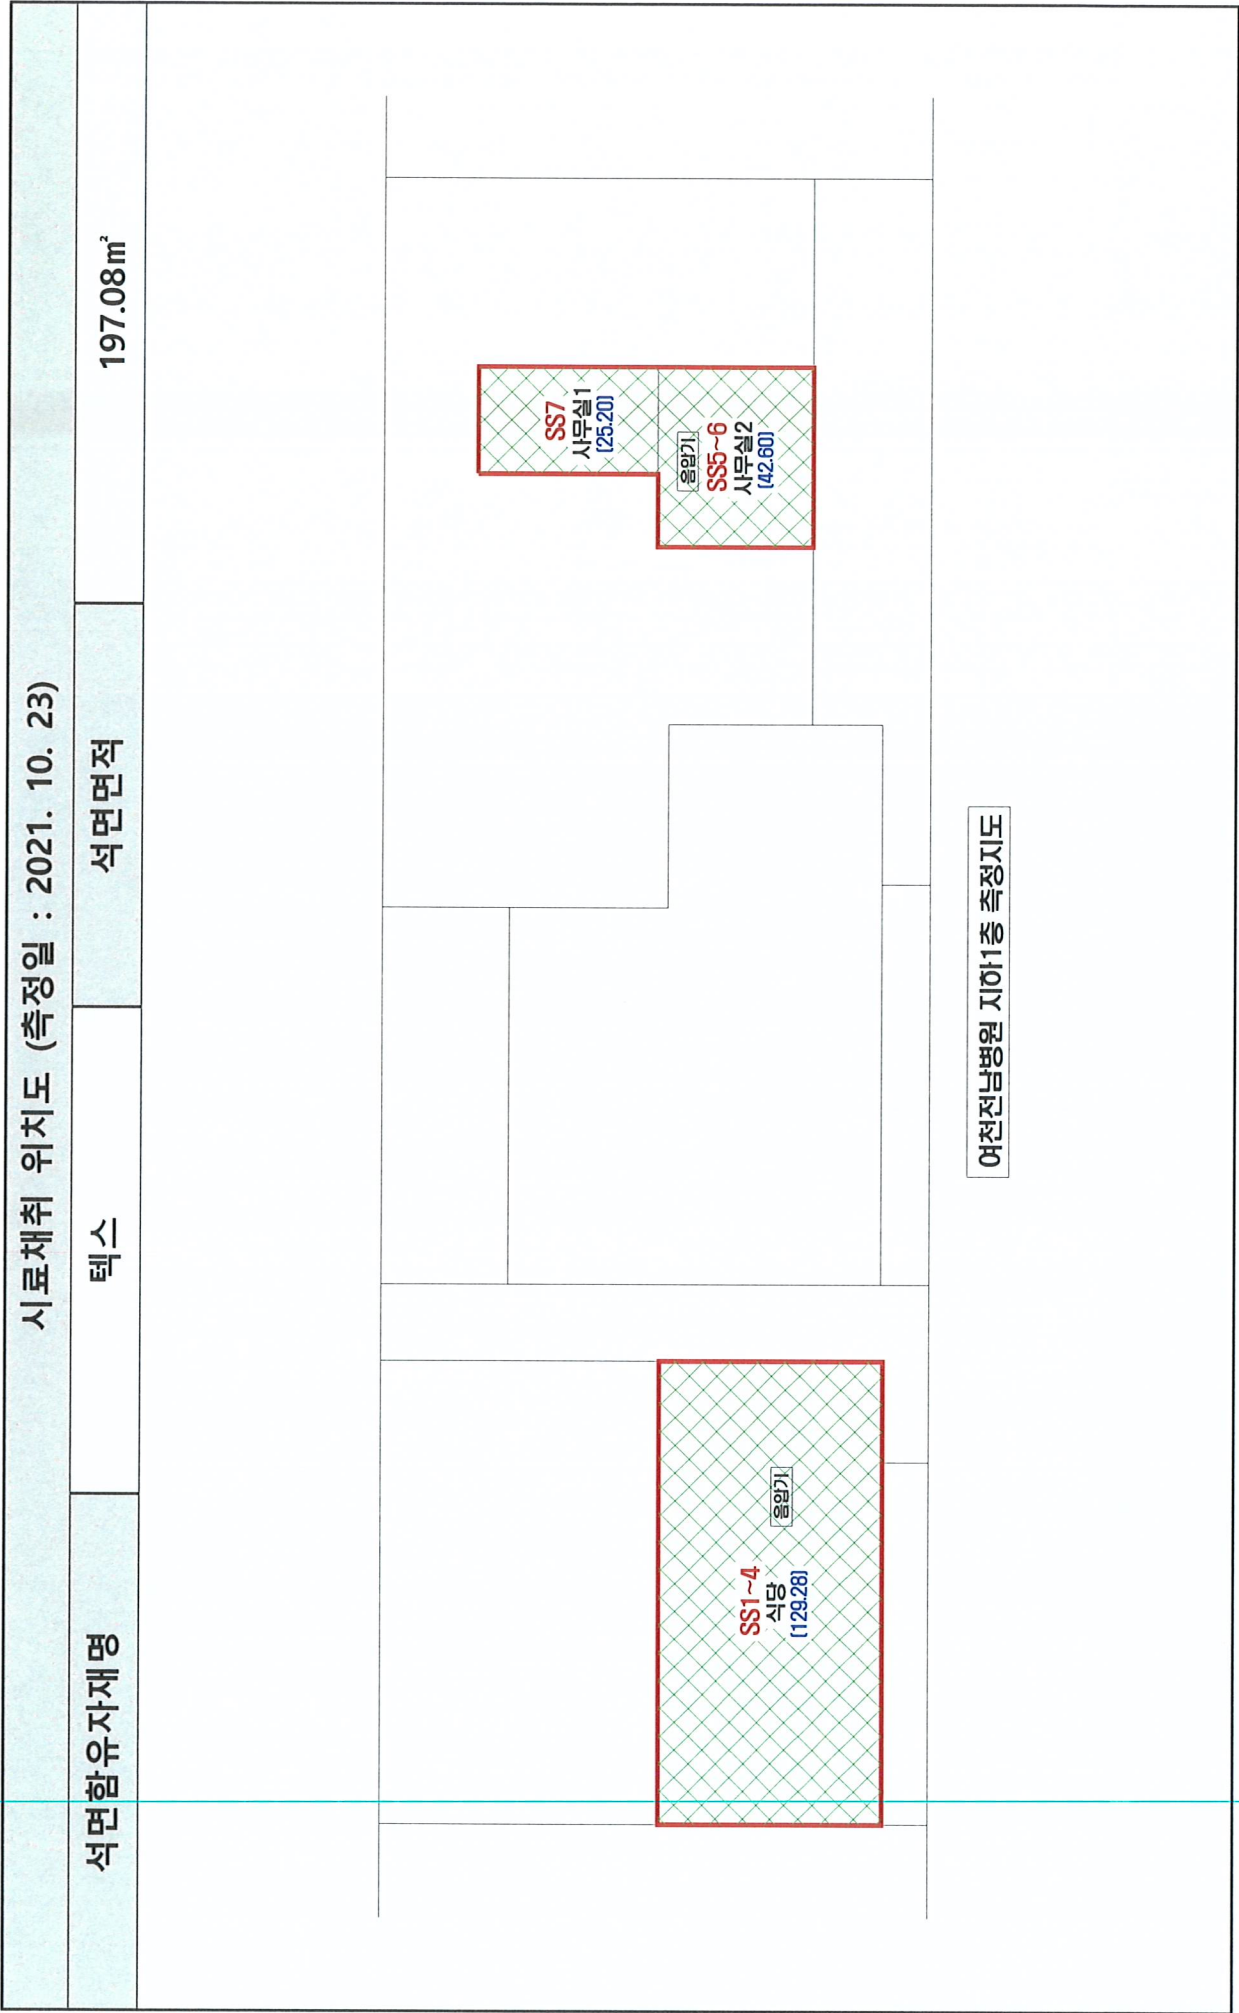 시료채취 위치도 (측정일 : 2021. 10. 23)
석면함유자재명
텍스
석면면적
197.08㎡
SS7
사무실1
[25.20]
음압기
SS5~6
사무실2
[42.60]
음압기
SS1~4
식당
[129.28]
여천전남병원 지하1층 측정지도